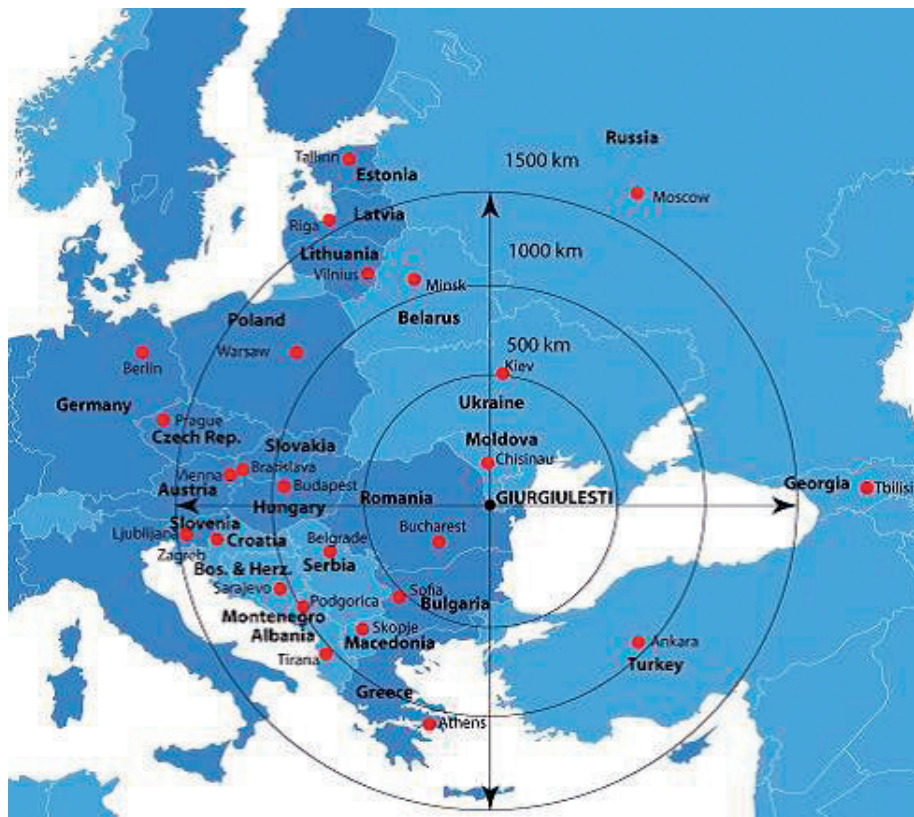 Russia
Tallinn
1500 km
Estonia
Moscow
Latvia
Riga
1000 km
Lithuania
Vilnius
Minsk
Belarus
Poland
Warsaw
500 km
Berlin
Kiev
Germany
Ukraine
Prague
Czech Rep.
Slovakia
Moldova
Chisinau
Bratislava
Vienna
Austria
Budapest
Hungary
Romania
GIURGIULESTI
Georgia
Tbilisi
Slovenia
Ljublijana
Croatia
Zagreb
Bucharest
Belgrade
Serbia
Bos. & Herz.
Sarajevo
Sofia
Bulgaria
Podgorica
Montenegro
Albania
Skopje
Macedonia
Tirana
Ankara
Turkey
Greece
Athens